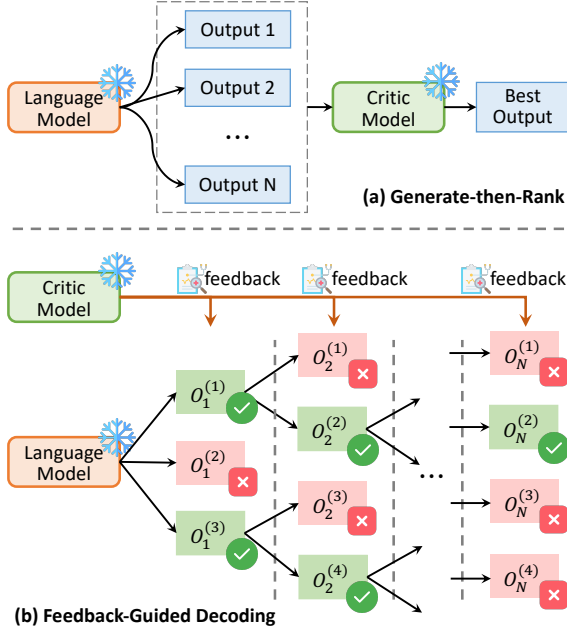 Output 1
Language
Model
Output 2
...
Output N
Critic
Model
Best
Output
(a) Generate-then-Rank
Critic
Model
feedback
feedback
feedback
Language
Model
O_1^{(1)}
O_1^{(2)}
O_1^{(3)}
O_2^{(1)}
O_2^{(2)}
O_2^{(3)}
O_2^{(4)}
...
O_N^{(1)}
O_N^{(2)}
O_N^{(3)}
O_N^{(4)}
(b) Feedback-Guided Decoding